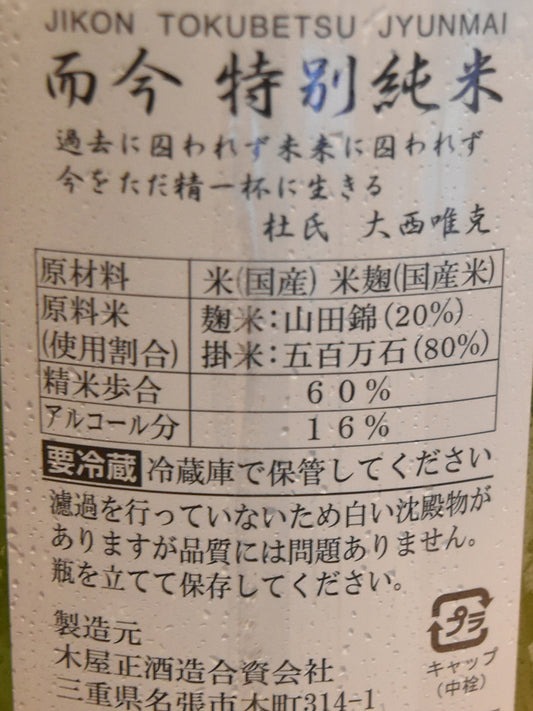 JIKON TOKUBETSU JYUNMAI
而今 特別純米
過去に囚われず未来に囚われず
今をただ精一杯に生きる
杜氏 大西唯克
原材料 米(国産) 米麹(国産米)
原料米 麹米:山田錦(20%)
(使用割合) 掛米:五百万石(80%)
精米歩合 60%
アルコール分 16%
要冷蔵 冷蔵庫で保管してください
濾過を行っていないため白い沈殿物が
ありますが品質には問題ありません。
瓶を立てて保存してください。
製造元
木屋正酒造合資会社
三重県名張市本町314-1
プラ
キャップ
(中栓)